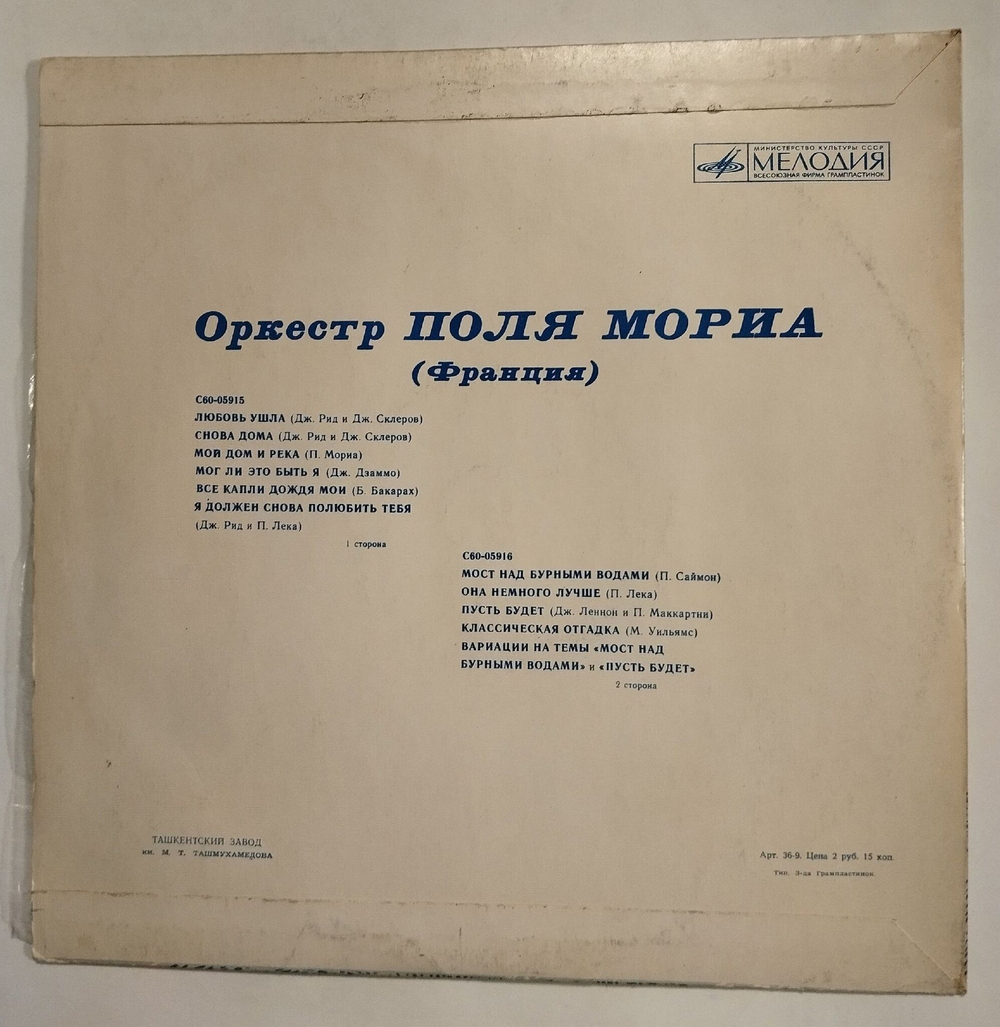 МИНИСТЕРСТВО КУЛЬТУРЫ СССР
МЕЛОДИЯ
ВСЕСОЮЗНАЯ ФИРМА ГРАМПЛАСТИНОК
Оркестр ПОЛЯ МОРИА
(Франция)
С60-05915
ЛЮБОВЬ УШЛА (Дж. Рид и Дж. Склеров)
СНОВА ДОМА (Дж. Рид и Дж. Склеров)
МОЙ ДОМ И РЕКА (П. Мориа)
МОГ ЛИ ЭТО БЫТЬ Я (Дж. Дзаммо)
ВСЕ КАПЛИ ДОЖДЯ МОИ (Б. Бакарах)
Я ДОЛЖЕН СНОВА ПОЛЮБИТЬ ТЕБЯ
(Дж. Рид и П. Лека)
1 сторона
С60-05916
МОСТ НАД БУРНЫМИ ВОДАМИ (П. Саймон)
ОНА НЕМНОГО ЛУЧШЕ (П. Лека)
ПУСТЬ БУДЕТ (Дж. Леннон и П. Маккартни)
КЛАССИЧЕСКАЯ ОТГАДКА (М. Уильямс)
ВАРИАЦИИ НА ТЕМЫ «МОСТ НАД
БУРНЫМИ ВОДАМИ» и «ПУСТЬ БУДЕТ»
2 сторона
ТАШКЕНТСКИЙ ЗАВОД
им. М. Т. ТАШМУХАМЕДОВА
Арт. 36-9. Цена 2 руб. 15 коп.
Тип. З-да Грампластинок